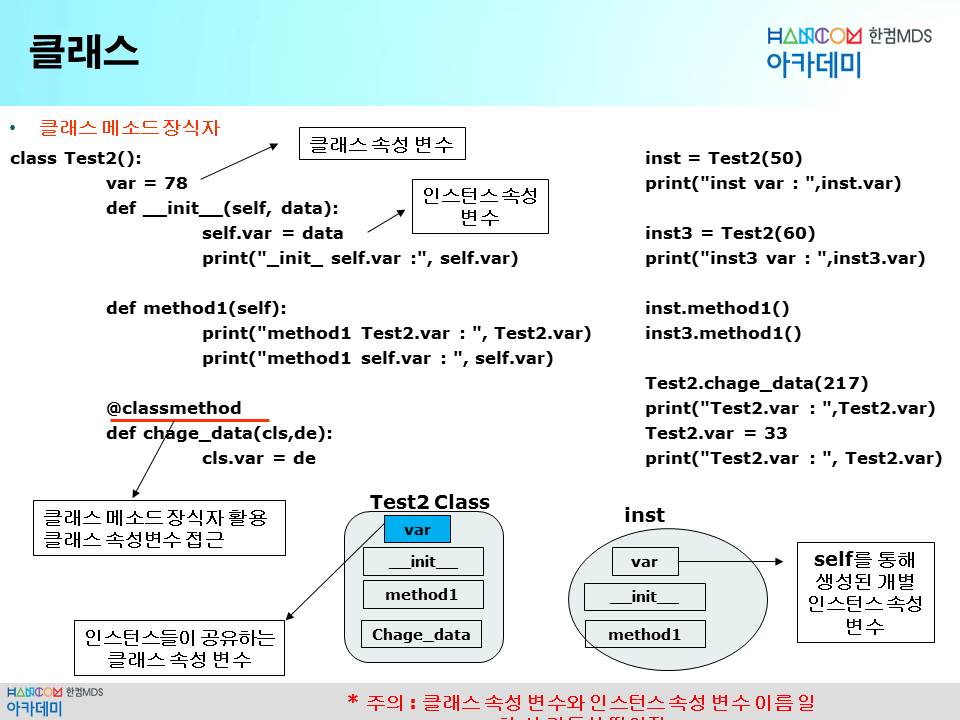 클래스
HANCOM 한컴MDS
아카데미
• 클래스 메소드 장식자
class Test2():
var = 78
def __init__(self, data):
self.var = data
print("_init_ self.var :", self.var)
def method1(self):
print("method1 Test2.var : ", Test2.var)
print("method1 self.var : ", self.var)
@classmethod
def chage_data(cls,de):
cls.var = de
클래스 속성 변수
인스턴스 속성
변수
inst = Test2(50)
print("inst var : ",inst.var)
inst3 = Test2(60)
print("inst3 var : ",inst3.var)
inst.method1()
inst3.method1()
Test2.chage_data(217)
print("Test2.var : ",Test2.var)
Test2.var = 33
print("Test2.var : ", Test2.var)
클래스 메소드 장식자 활용
클래스 속성변수 접근
Test2 Class
var
__init__
method1
Chage_data
인스턴스들이 공유하는
클래스 속성 변수
inst
var
__init__
method1
self를 통해
생성된 개별
인스턴스 속성
변수
HANCOM 한컴MDS
아카데미
* 주의 : 클래스 속성 변수와 인스턴스 속성 변수 이름 일